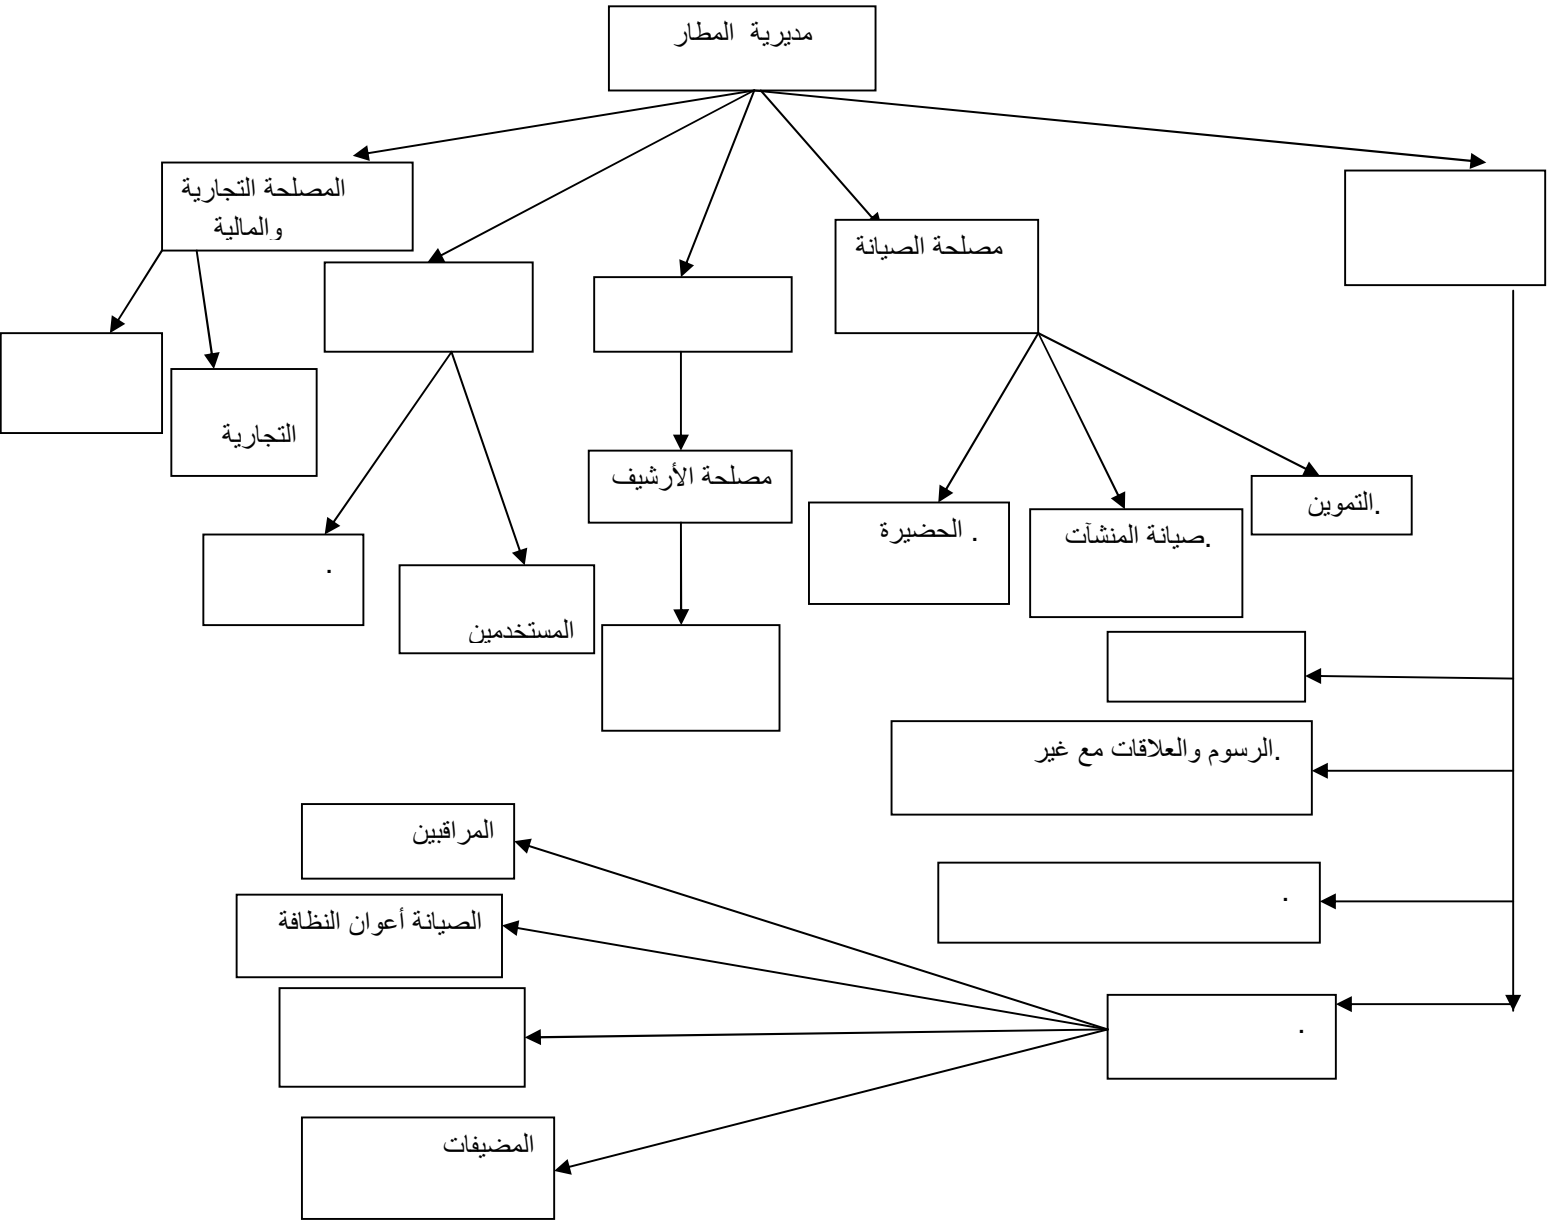 مديرية المطار
المصلحة التجارية
والمالية
مصلحة الصيانة
التجارية
مصلحة الأرشيف
.التموين
. الحضيرة
.صيانة المنشآت
.
المستخدمين
.الرسوم والعلاقات مع غير
المراقبين
.
الصيانة أعوان النظافة
.
المضيفات